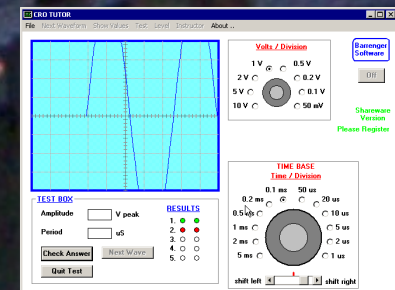 CRO TUTOR
File Next Waveform Show Values Test Level Instructor About ..
Volts / Division
1 V 0.5 V
2 V 0.2 V
5 V 0.1 V
10 V 50 mV
Barrenger
Software
Off
Shareware
Version
Please Register
TEST BOX
Amplitude V peak
Period uS
Check Answer Next Wave
Quit Test
RESULTS
1.
2.
3.
4.
5.
TIME BASE
Time / Division
0.1 ms 50 us
0.2 ms 20 us
0.5 ms 10 us
1 ms 5 us
2 ms 2 us
5 ms 1 us
shift left shift right